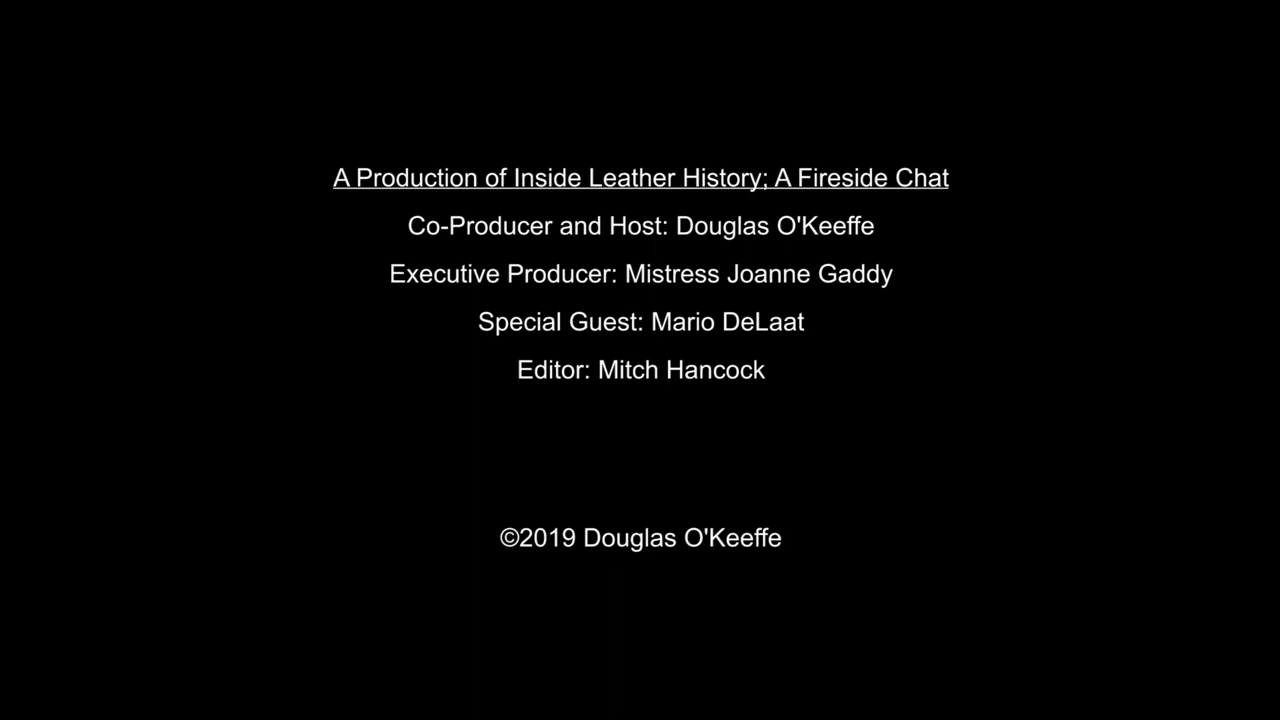 A Production of Inside Leather History; A Fireside Chat
Co-Producer and Host: Douglas O'Keeffe
Executive Producer: Mistress Joanne Gaddy
Special Guest: Mario DeLaat
Editor: Mitch Hancock
©2019 Douglas O'Keeffe